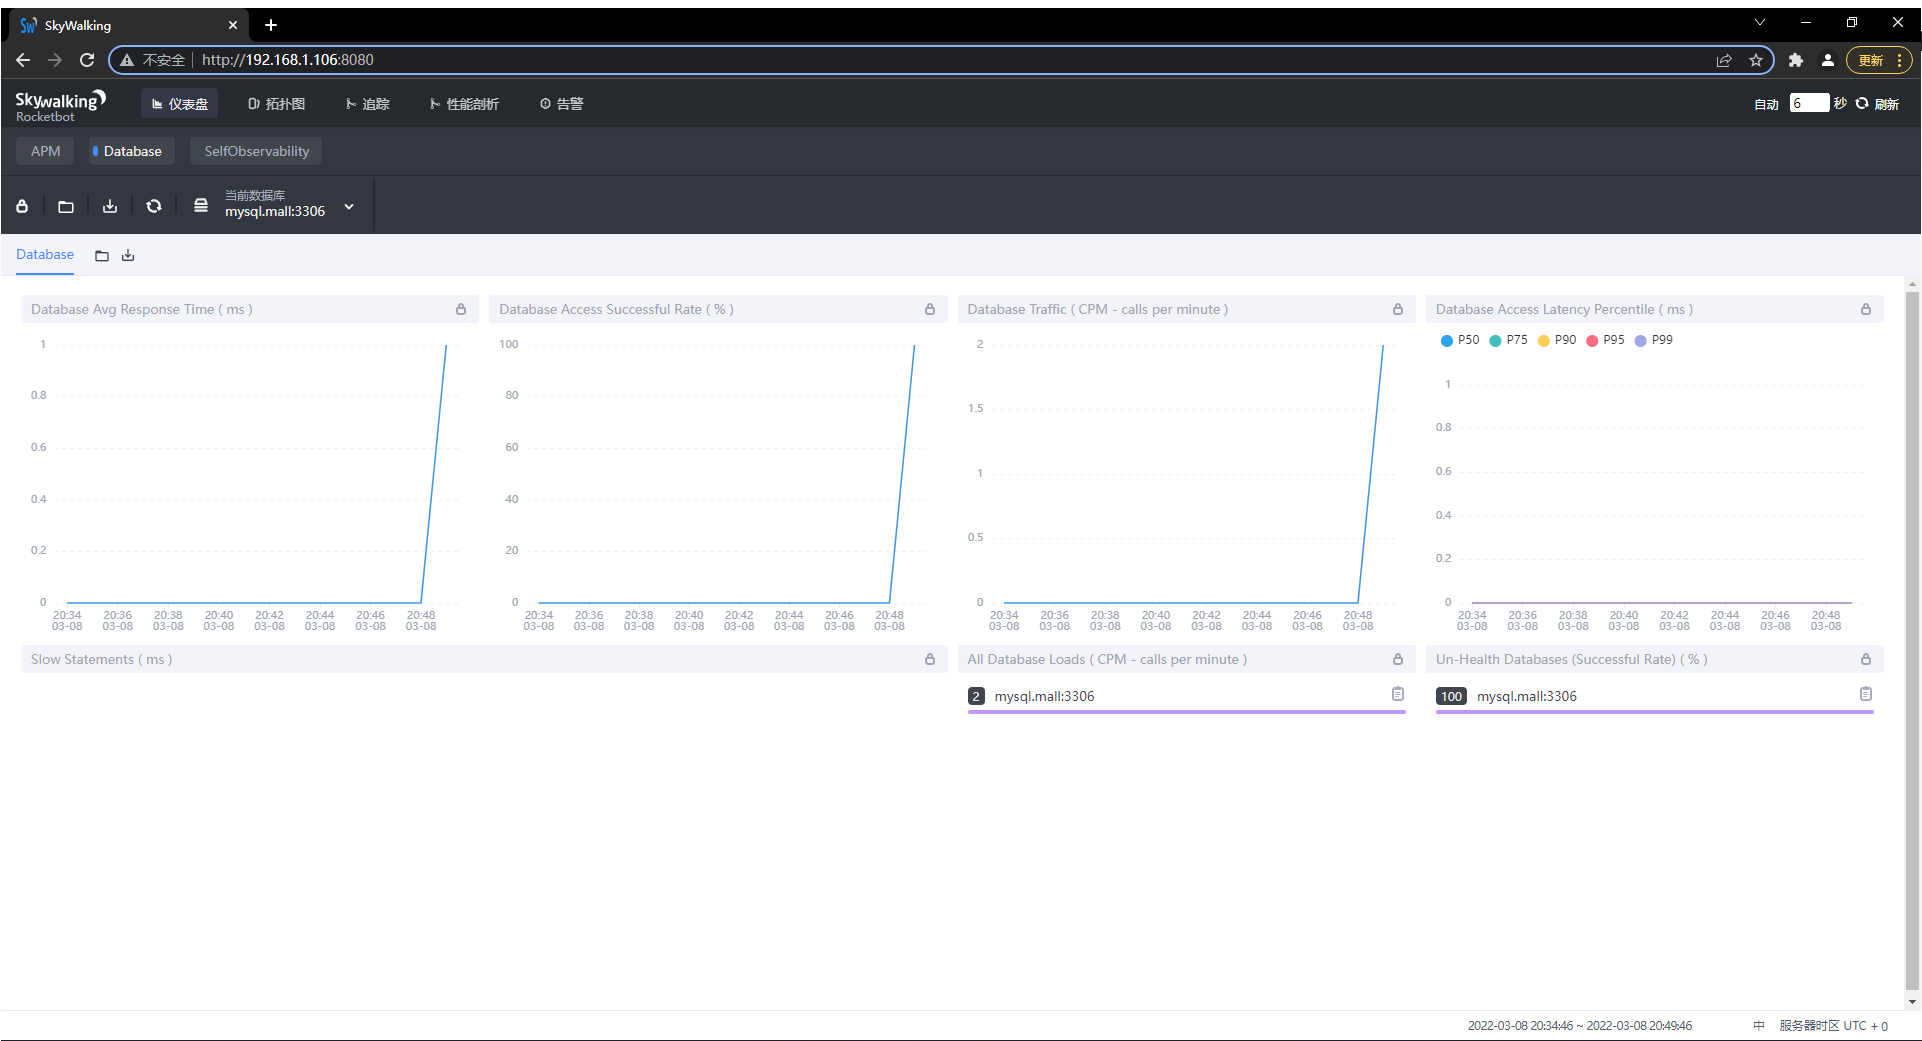 SkyWalking
不安全 http://192.168.1.106:8080
更新
Skywalking
Rocketbot
仪表盘 拓扑图 追踪 性能剖析 告警
自动 6 秒 刷新
APM Database SelfObservability
当前数据库
mysql.mall:3306
Database
Database Avg Response Time ( ms )
1
0.8
0.6
0.4
0.2
0
20:34 20:36 20:38 20:40 20:42 20:44 20:46 20:48
03-08 03-08 03-08 03-08 03-08 03-08 03-08 03-08
Database Access Successful Rate ( % )
100
80
60
40
20
0
20:34 20:36 20:38 20:40 20:42 20:44 20:46 20:48
03-08 03-08 03-08 03-08 03-08 03-08 03-08 03-08
Database Traffic ( CPM - calls per minute )
2
1.5
1
0.5
0
20:34 20:36 20:38 20:40 20:42 20:44 20:46 20:48
03-08 03-08 03-08 03-08 03-08 03-08 03-08 03-08
Database Access Latency Percentile ( ms )
P50 P75 P90 P95 P99
1
0.8
0.6
0.4
0.2
0
20:34 20:36 20:38 20:40 20:42 20:44 20:46 20:48
03-08 03-08 03-08 03-08 03-08 03-08 03-08 03-08
Slow Statements ( ms )
All Database Loads ( CPM - calls per minute )
2 mysql.mall:3306
Un-Health Databases (Successful Rate) ( % )
100 mysql.mall:3306
2022-03-08 20:34:46 ~ 2022-03-08 20:49:46 中 服务器时区 UTC + 0